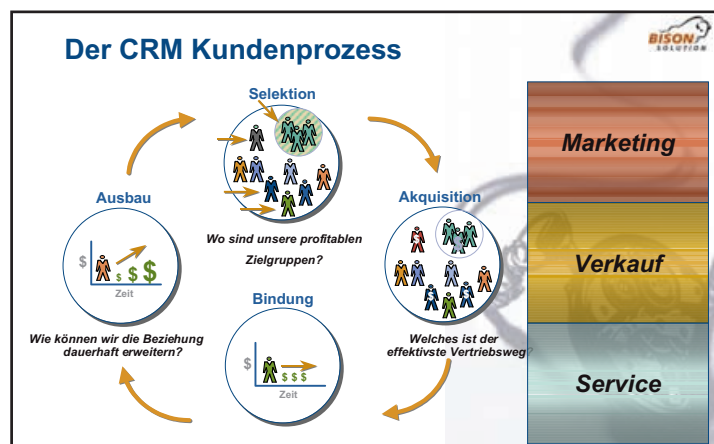 Der CRM Kundenprozess
BISON
SOLUTION
Selektion
Wo sind unsere profitablen
Zielgruppen?
Akquisition
$
$ $
Welches ist der
effektivste Vertriebsweg?
Bindung
$
$ $ $
Zeit
Ausbau
$
$ $ $
Zeit
Wie können wir die Beziehung
dauerhaft erweitern?
Marketing
Verkauf
Service